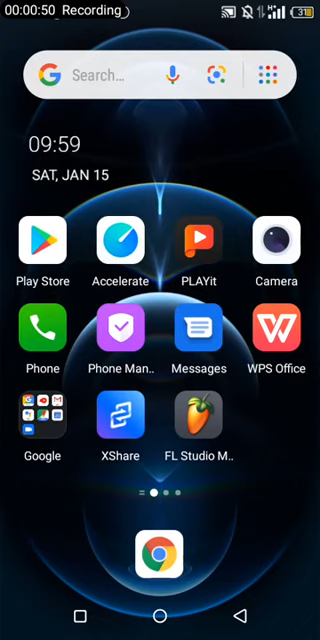 00:00:50 Recording
31
Search...
09:59
SAT, JAN 15
Play Store
Accelerate
PLAYit
Camera
Phone
Phone Man..
Messages
WPS Office
Google
XShare
FL Studio M..